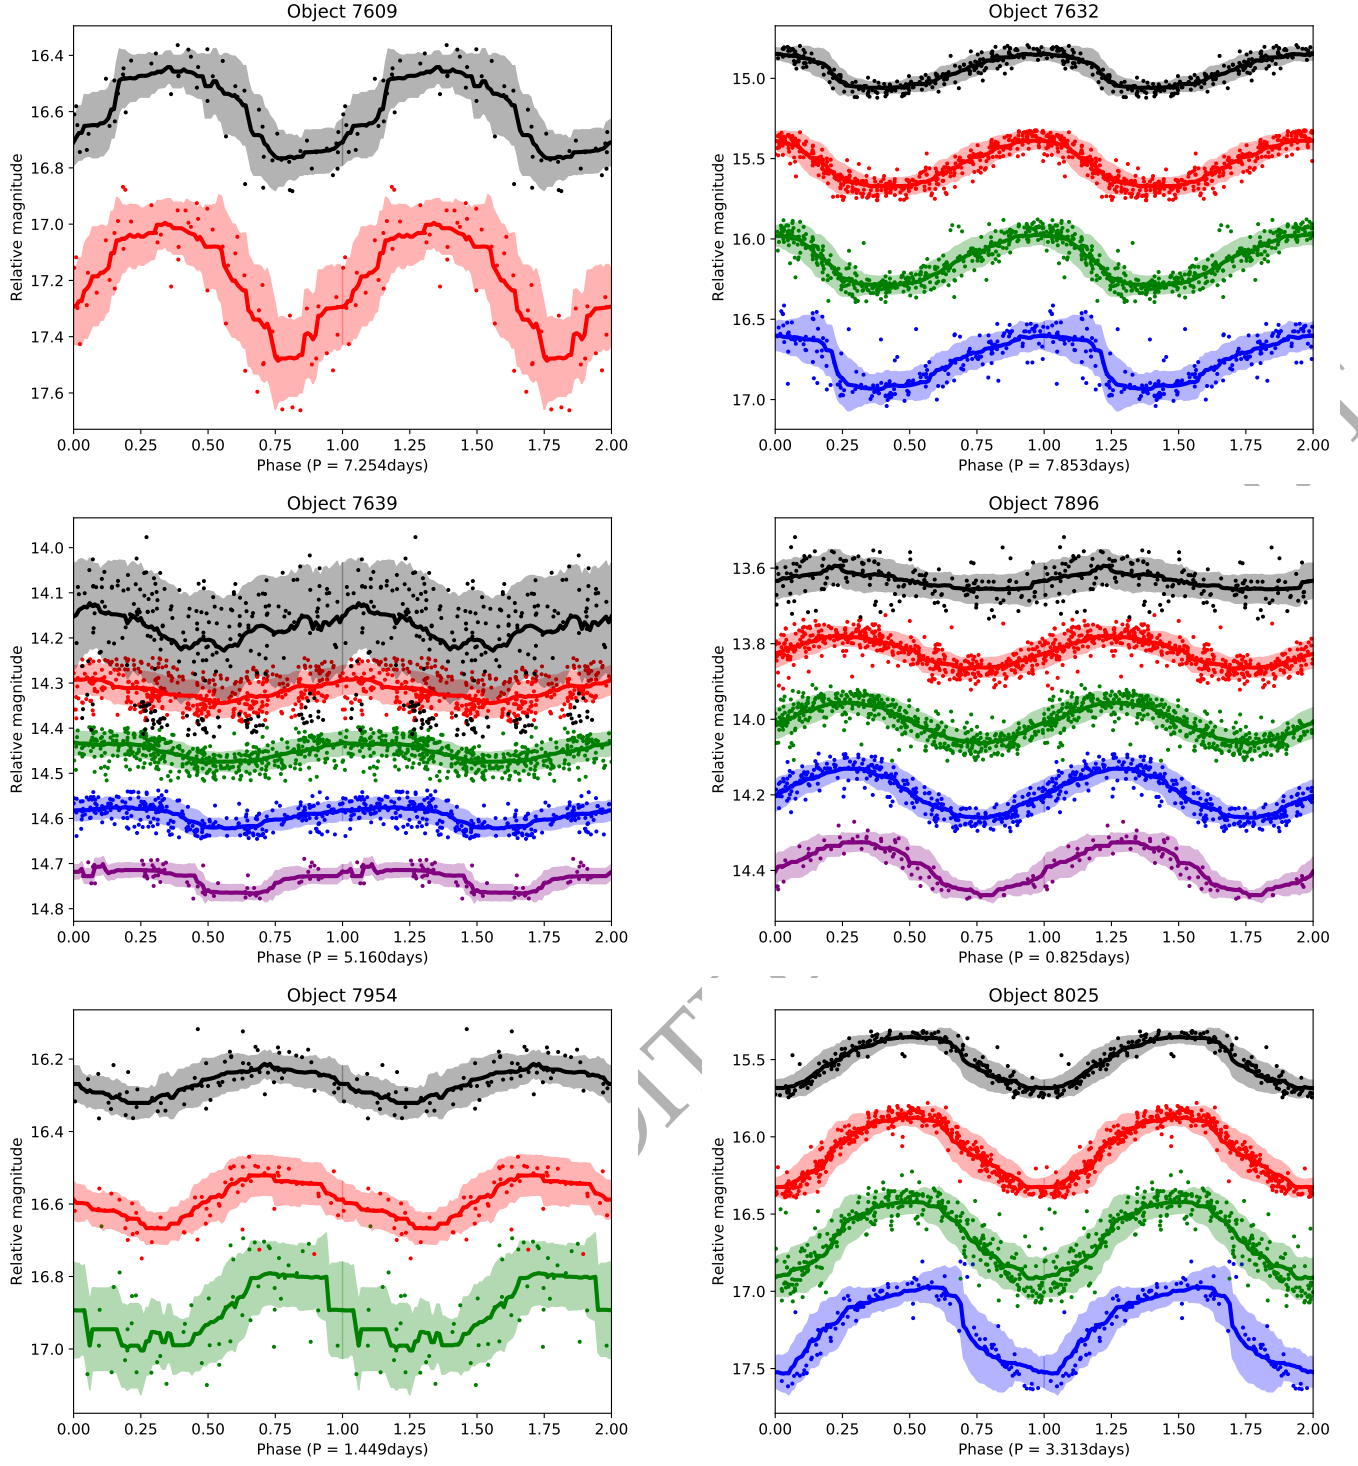 Object 7609
Relative magnitude
16.4
16.6
16.8
17.0
17.2
17.4
17.6
0.00 0.25 0.50 0.75 1.00 1.25 1.50 1.75 2.00
Phase (P = 7.254days)
Object 7632
Relative magnitude
15.0
15.5
16.0
16.5
17.0
0.00 0.25 0.50 0.75 1.00 1.25 1.50 1.75 2.00
Phase (P = 7.853days)
Object 7639
Relative magnitude
14.0
14.1
14.2
14.3
14.4
14.5
14.6
14.7
14.8
0.00 0.25 0.50 0.75 1.00 1.25 1.50 1.75 2.00
Phase (P = 5.160days)
Object 7896
Relative magnitude
13.6
13.8
14.0
14.2
14.4
0.00 0.25 0.50 0.75 1.00 1.25 1.50 1.75 2.00
Phase (P = 0.825days)
Object 7954
Relative magnitude
16.2
16.4
16.6
16.8
17.0
0.00 0.25 0.50 0.75 1.00 1.25 1.50 1.75 2.00
Phase (P = 1.449days)
Object 8025
Relative magnitude
15.5
16.0
16.5
17.0
17.5
0.00 0.25 0.50 0.75 1.00 1.25 1.50 1.75 2.00
Phase (P = 3.313days)